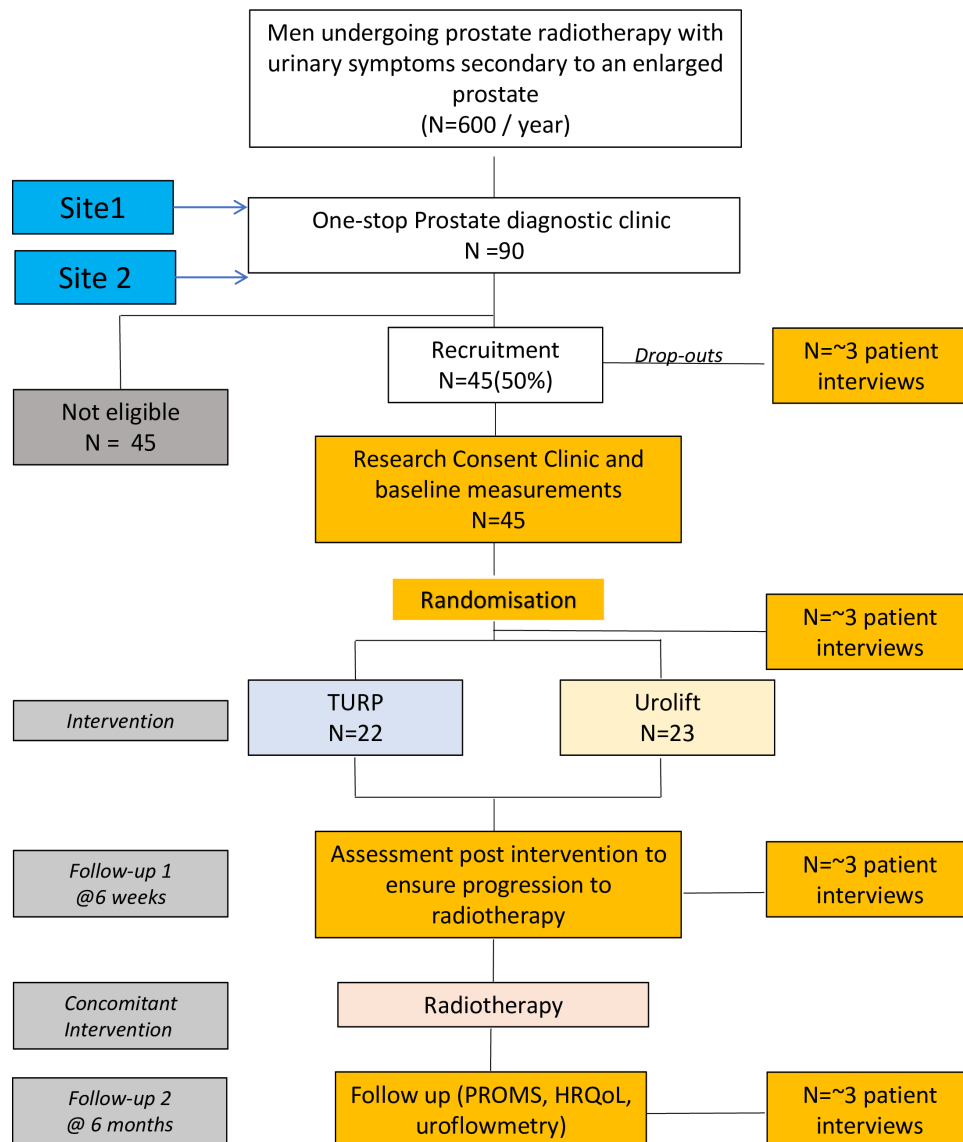 Men undergoing prostate radiotherapy with
urinary symptoms secondary to an enlarged
prostate
(N=600 / year)
Site1
One-stop Prostate diagnostic clinic
N =90
Site 2
Recruitment
N=45(50%)
Drop-outs
N=~3 patient
interviews
Not eligible
N =  45
Research Consent Clinic and
baseline measurements
N=45
Randomisation
N=~3 patient
interviews
Intervention
TURP
N=22
Urolift
N=23
Follow-up 1
@6 weeks
Assessment post intervention to
ensure progression to
radiotherapy
N=~3 patient
interviews
Concomitant
Intervention
Radiotherapy
Follow-up 2
@ 6 months
Follow up (PROMS, HRQoL,
uroflowmetry)
N=~3 patient
interviews